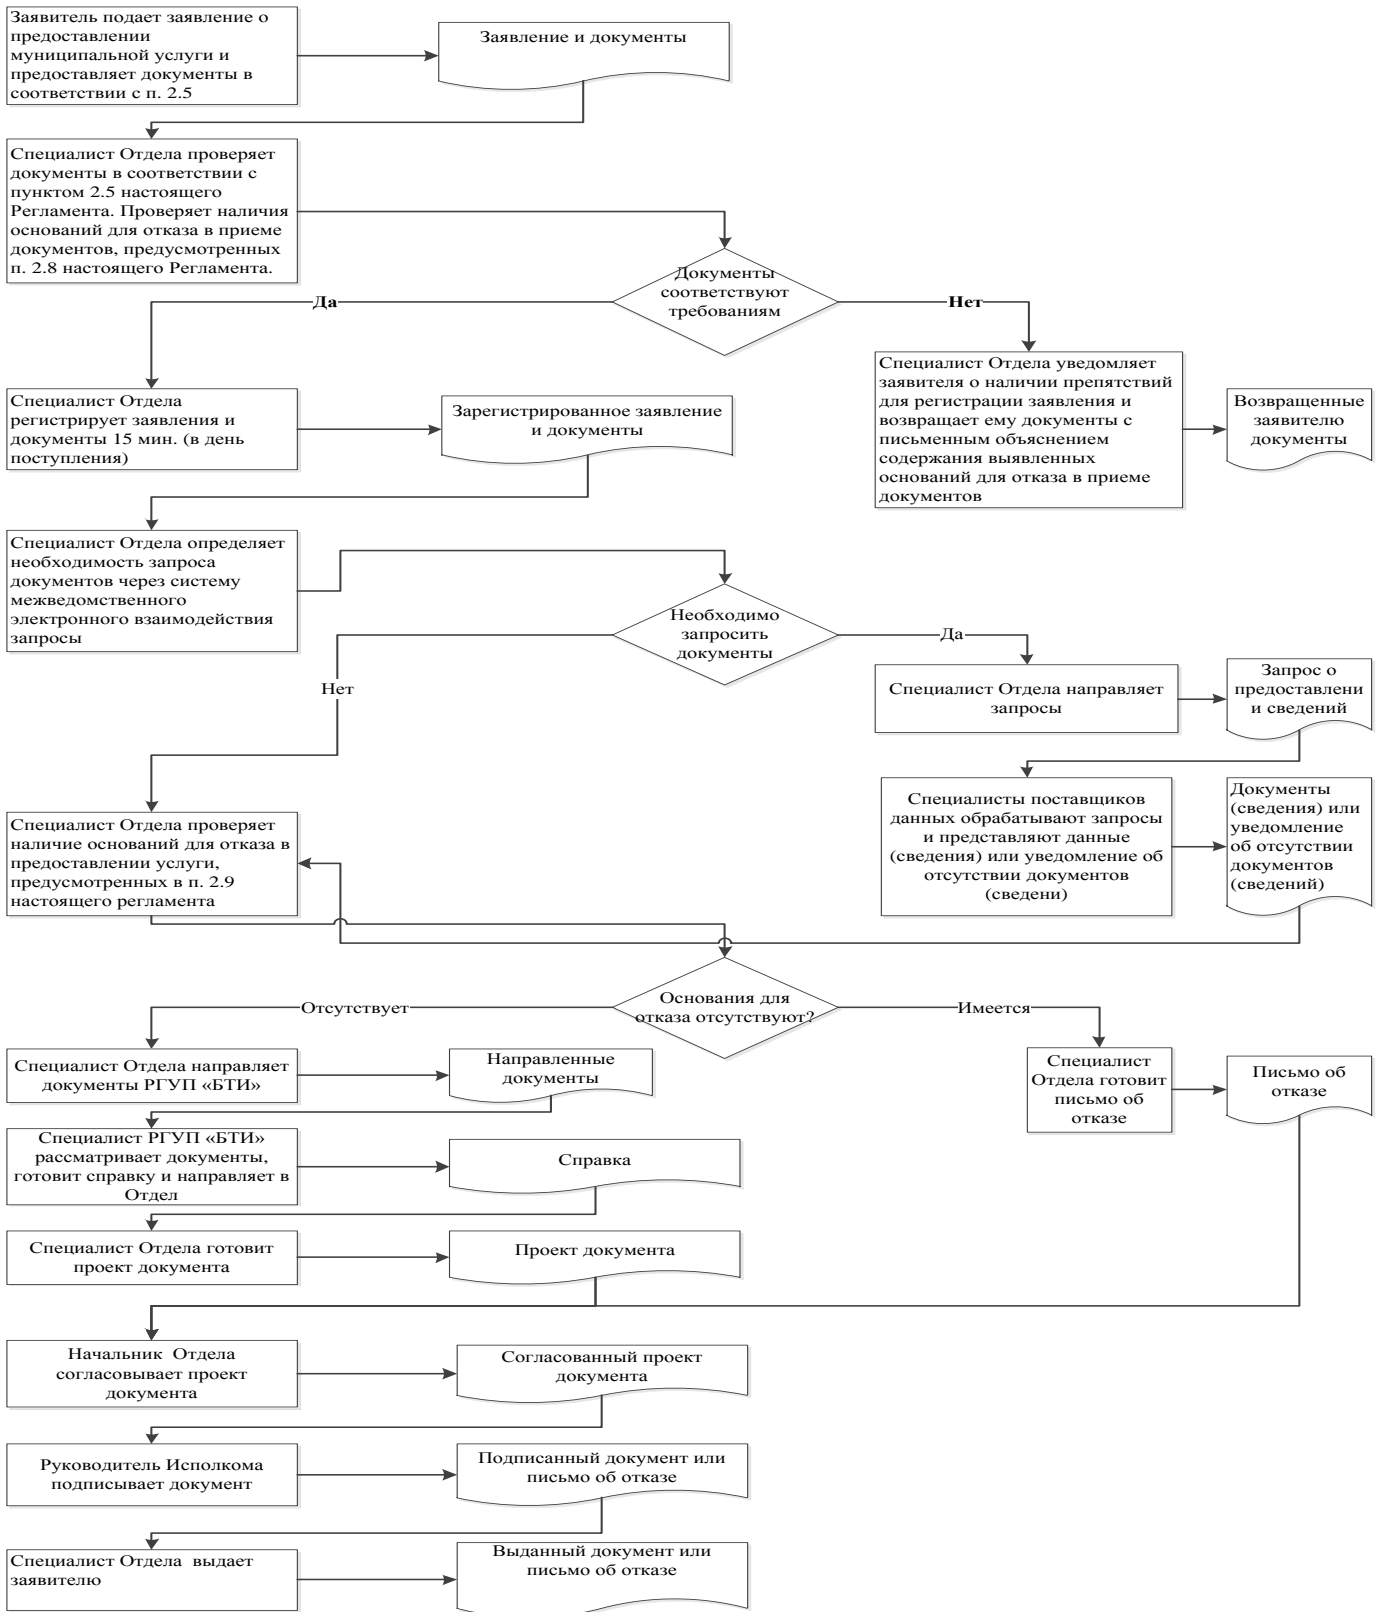 Заявитель подает заявление о
предоставлении
муниципальной услуги и
предоставляет документы в
соответствии с п. 2.5
Заявление и документы
Специалист Отдела проверяет
документы в соответствии с
пунктом 2.5 настоящего
Регламента. Проверяет наличия
оснований для отказа в приеме
документов, предусмотренных
п. 2.8 настоящего Регламента.
Документы
соответствуют
требованиям
Да
Нет
Специалист Отдела
регистрирует заявления и
документы 15 мин. (в день
поступления)
Зарегистрированное заявление
и документы
Специалист Отдела уведомляет
заявителя о наличии препятствий
для регистрации заявления и
возвращает ему документы с
письменным объяснением
содержания выявленных
оснований для отказа в приеме
документов
Возвращенные
заявителю
документы
Специалист Отдела определяет
необходимость запроса
документов через систему
межведомственного
электронного взаимодействия
запросы
Необходимо
запросить
документы
Да
Нет
Специалист Отдела направляет
запросы
Запрос о
предоставлени
и сведений
Специалисты поставщиков
данных обрабатывают запросы
и представляют данные
(сведения) или уведомление об
отсутствии документов
(сведени)
Документы
(сведения) или
уведомление
об отсутствии
документов
(сведений)
Специалист Отдела проверяет
наличие оснований для отказа в
предоставлении услуги,
предусмотренных в п. 2.9
настоящего регламента
Основания для
отказа отсутствуют?
Отсутствует
Имеется
Специалист Отдела направляет
документы РГУП «БТИ»
Направленные
документы
Специалист
Отдела готовит
письмо об
отказе
Письмо об
отказе
Специалист РГУП «БТИ»
рассматривает документы,
готовит справку и направляет в
Отдел
Справка
Специалист Отдела готовит
проект документа
Проект документа
Начальник Отдела
согласовывает проект
документа
Согласованный проект
документа
Руководитель Исполкома
подписывает документ
Подписанный документ или
письмо об отказе
Специалист Отдела выдает
заявителю
Выданный документ или
письмо об отказе